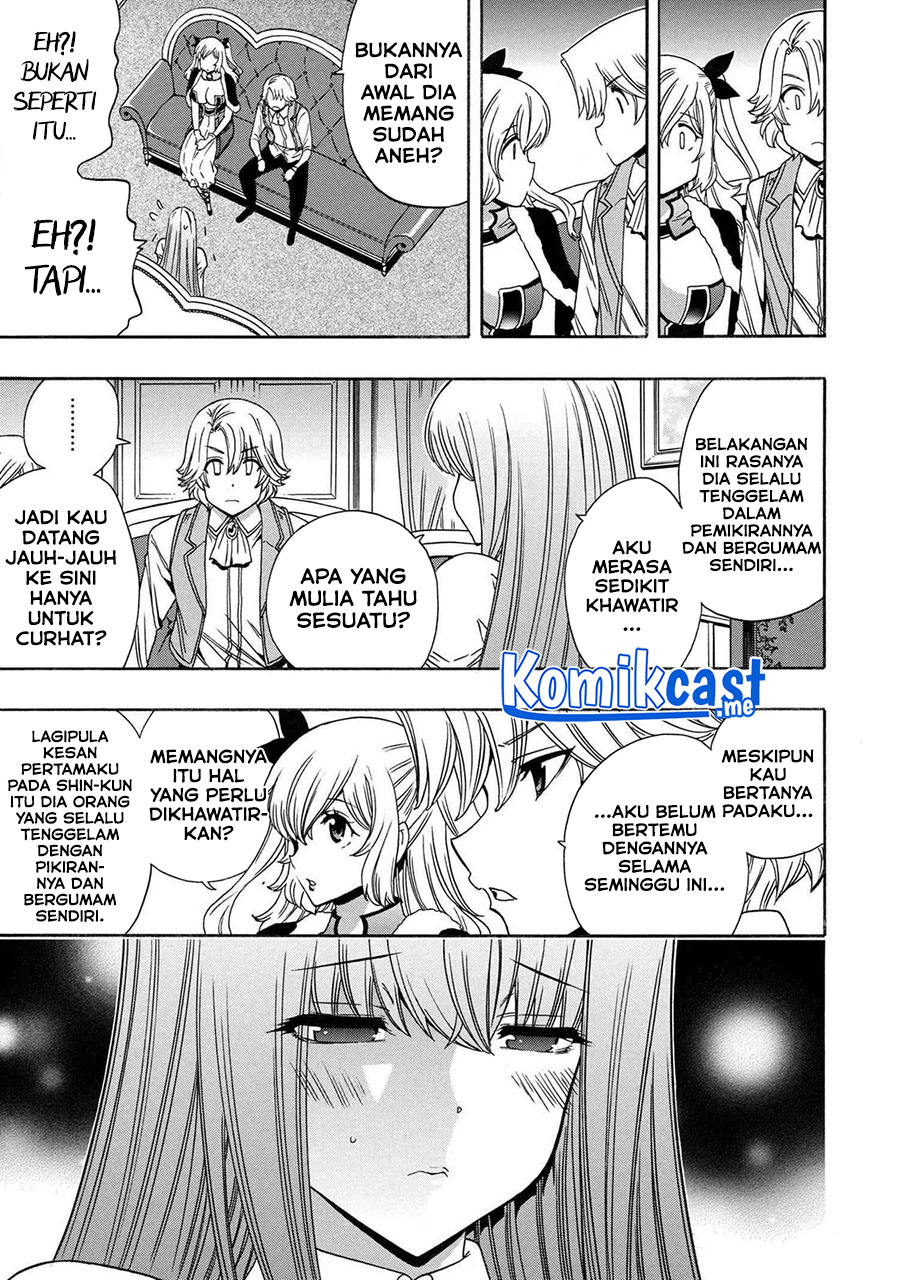 BUKANNYA
DARI
AWAL DIA
MEMANG
SUDAH
ANEH?
EH?!
BUKAN
SEPERTI
ITU...
EH?!
TAPI...
BELAKANGAN
INI RASANYA
DIA SELALU
TENGGELAM
DALAM
PEMIKIRANNYA
DAN BERGUMAM
SENDIRI...
AKU
MERASA
SEDIKIT
KHAWATIR
...
APA YANG
MULIA TAHU
SESUATU?
.........
JADI KAU
DATANG
JAUH-JAUH
KE SINI
HANYA
UNTUK
CURHAT?
Komikcast
.me
MESKIPUN
KAU
BERTANYA
PADAKU...
...AKU BELUM
BERTEMU
DENGANNYA
SELAMA
SEMINGGU INI...
MEMANGNYA
ITU HAL
YANG PERLU
DIKHAWATIR-
KAN?
LAGIPULA
KESAN
PERTAMAKU
PADA SHIN-KUN
ITU DIA ORANG
YANG SELALU
TENGGELAM
DENGAN
PIKIRAN-
NYA DAN
BERGUMAM
SENDIRI.